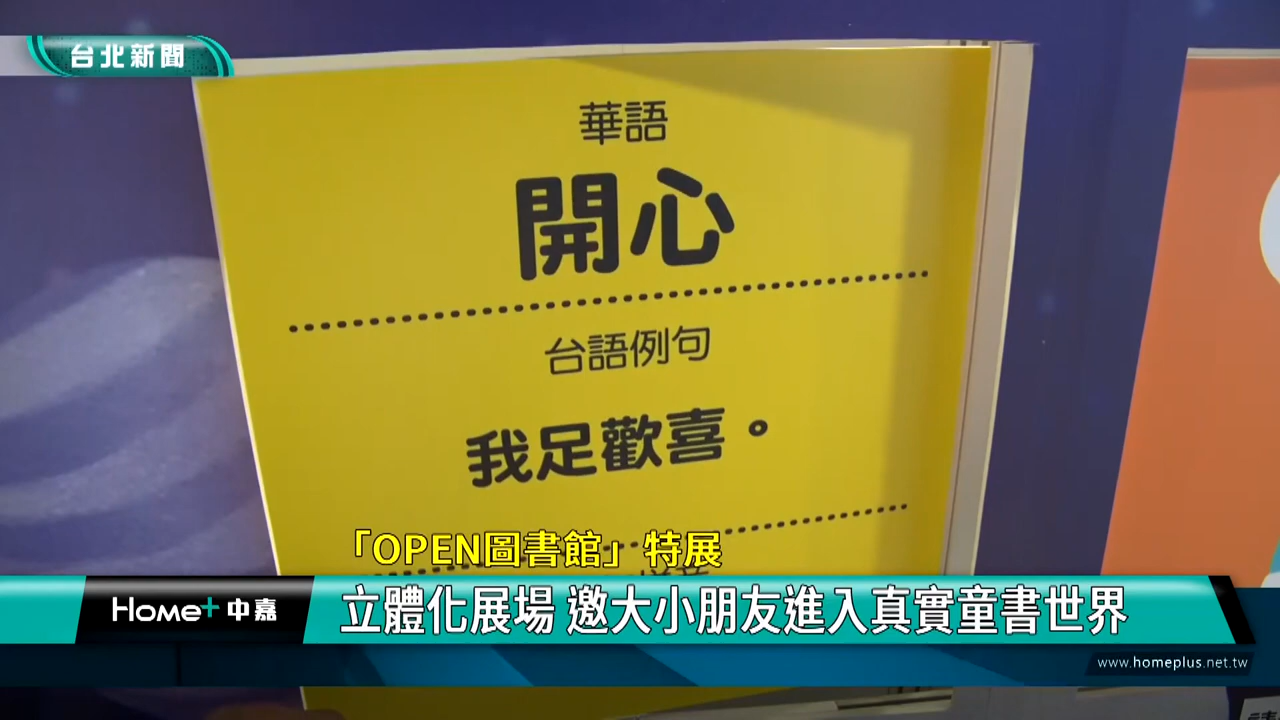 台北新聞
華語
開心
台語例句
我足歡喜。
「OPEN圖書館」特展
Home+中嘉
立體化展場 邀大小朋友進入真實童書世界
www.homeplus.net.tw